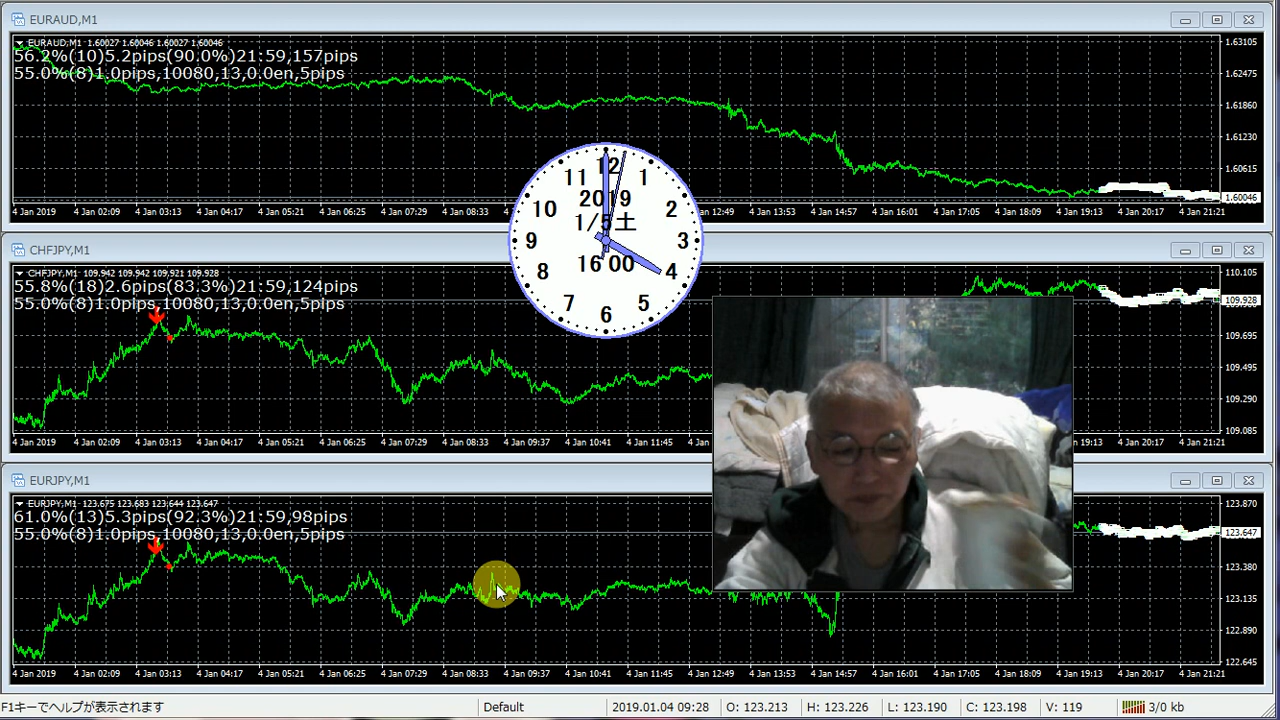 EURAUD,M1
EURAUD,M1 1.60027 1.60046 1.60027 1.60046
56.2%(10)5.2pips(90.0%)21:59,157pips
55.0%(8)1.0pips,10080,13,0.0en,5pips
1.63105
1.62475
1.61860
1.61230
1.60615
1.60046
4 Jan 2019 4 Jan 02:09 4 Jan 03:13 4 Jan 04:17 4 Jan 05:21 4 Jan 06:25 4 Jan 07:29 4 Jan 08:33 12:49 4 Jan 13:53 4 Jan 14:57 4 Jan 16:01 4 Jan 17:05 4 Jan 18:09 4 Jan 19:13 4 Jan 20:17 4 Jan 21:21
12
1
2
3
4
5
6
7
8
9
10
11
2019
1/5土
16 00
CHFJPY,M1
CHFJPY,M1 109.942 109.942 109.921 109.928
55.8%(18)2.6pips(83.3%)21:59,124pips
55.0%(8)1.0pips,10080,13,0.0en,5pips
110.105
109.928
109.695
109.495
109.290
109.085
4 Jan 2019 4 Jan 02:09 4 Jan 03:13 4 Jan 04:17 4 Jan 05:21 4 Jan 06:25 4 Jan 07:29 4 Jan 08:33 4 Jan 09:37 4 Jan 10:41 4 Jan 11:45 4 Jan 19:13 4 Jan 20:17 4 Jan 21:21
EURJPY,M1
EURJPY,M1 123.675 123.683 123.644 123.647
61.0%(13)5.3pips(92.3%)21:59,98pips
55.0%(8)1.0pips,10080,13,0.0en,5pips
123.870
123.647
123.380
123.135
122.890
122.645
4 Jan 2019 4 Jan 02:09 4 Jan 03:13 4 Jan 04:17 4 Jan 05:21 4 Jan 06:25 4 Jan 07:29 4 Jan 08:33 4 Jan 09:37 4 Jan 10:41 4 Jan 11:45 4 Jan 12:49 4 Jan 13:53 4 Jan 14:57 4 Jan 16:01 4 Jan 17:05 4 Jan 18:09 4 Jan 19:13 4 Jan 20:17 4 Jan 21:21
F1キーでヘルプが表示されます Default 2019.01.04 09:28 O: 123.213 H: 123.226 L: 123.190 C: 123.198 V: 119 3/0 kb